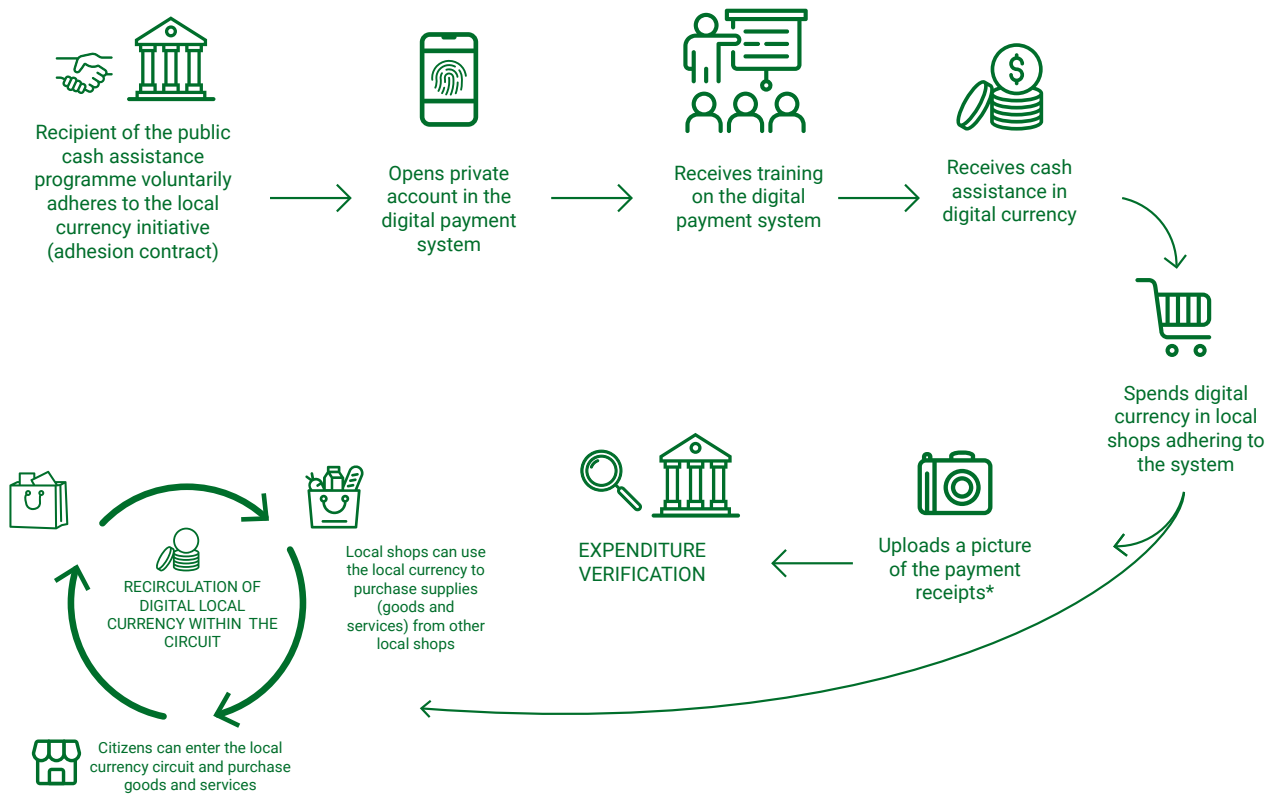 Recipient of the public
cash assistance
programme voluntarily
adheres to the local
currency initiative
(adhesion contract)
Opens private
account in the
digital payment
system
Receives training
on the digital
payment system
$
Receives cash
assistance in
digital currency
Spends digital
currency in local
shops adhering to
the system
Uploads a picture
of the payment
receipts*
EXPENDITURE
VERIFICATION
Local shops can use
the local currency to
purchase supplies
(goods and
services) from other
local shops
RECIRCULATION OF
DIGITAL LOCAL
CURRENCY WITHIN THE
CIRCUIT
Citizens can enter the local
currency circuit and purchase
goods and services